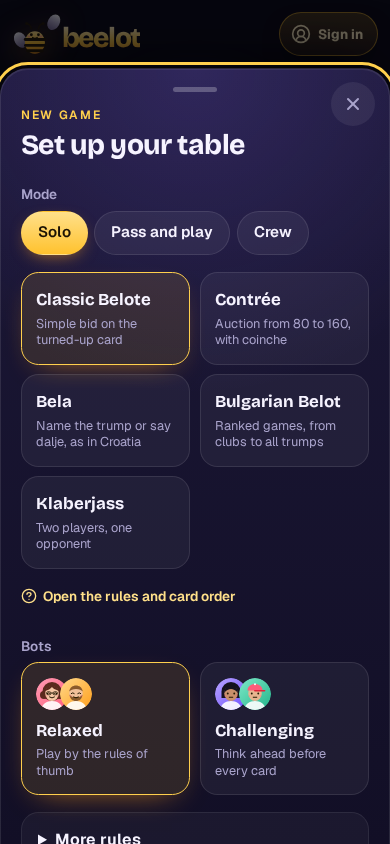 beelot
Sign in
NEW GAME
Set up your table
Mode
Solo
Pass and play
Crew
Classic Belote
Simple bid on the
turned-up card
Contrée
Auction from 80 to 160,
with coinche
Bela
Name the trump or say
dalje, as in Croatia
Bulgarian Belot
Ranked games, from
clubs to all trumps
Klaberjass
Two players, one
opponent
Open the rules and card order
Bots
Relaxed
Play by the rules of
thumb
Challenging
Think ahead before
every card
More rules